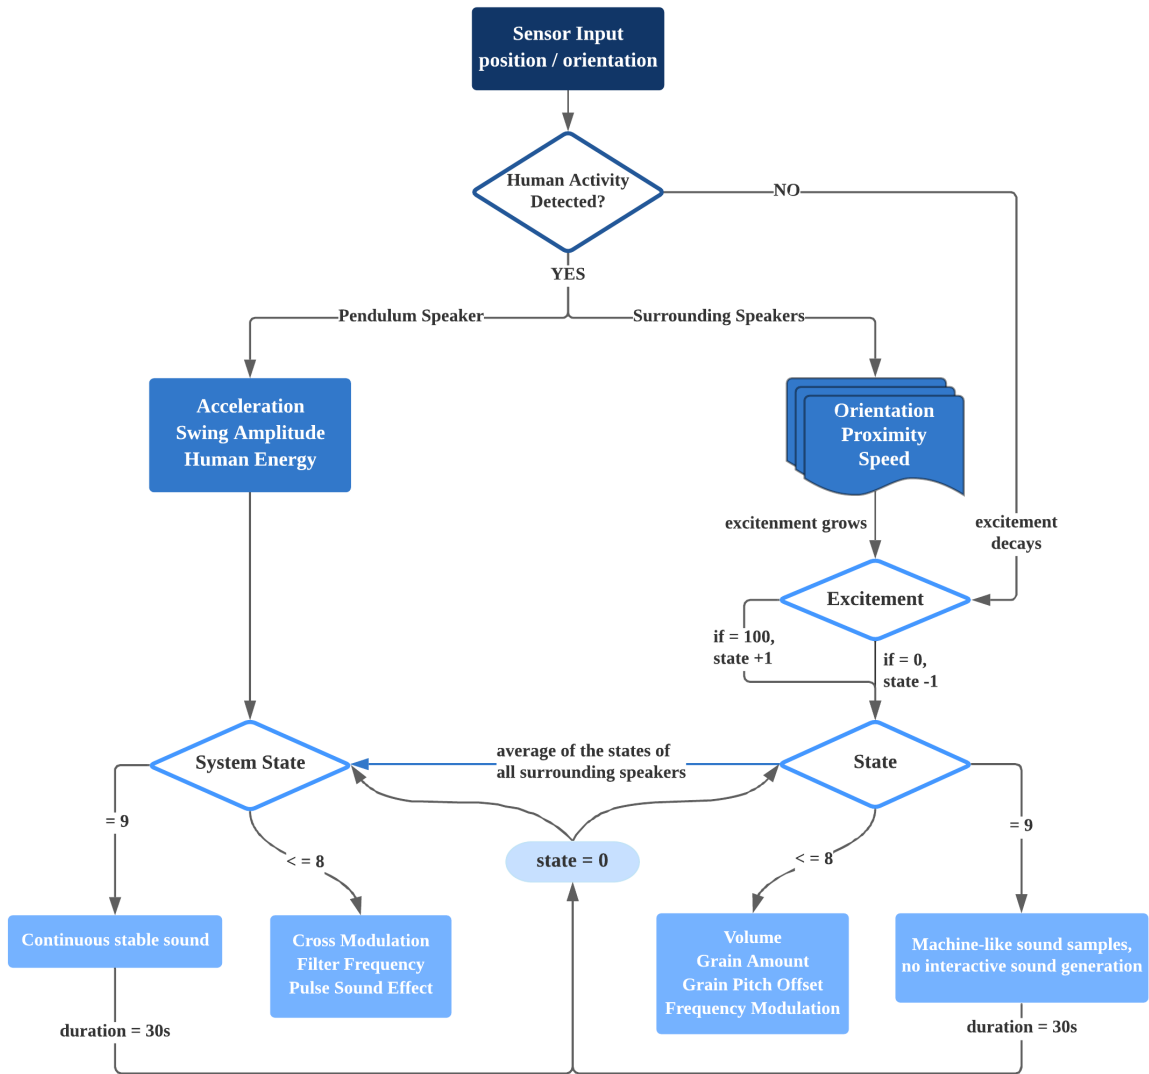 Sensor Input
position / orientation
Human Activity
Detected?
NO
YES
Pendulum Speaker
Surrounding Speakers
Acceleration
Swing Amplitude
Human Energy
Orientation
Proximity
Speed
excitenment grows
excitement
decays
Excitement
if = 100,
state +1
if = 0,
state -1
System State
average of the states of
all surrounding speakers
State
= 9
< = 8
state = 0
< = 8
= 9
Continuous stable sound
Cross Modulation
Filter Frequency
Pulse Sound Effect
Volume
Grain Amount
Grain Pitch Offset
Frequency Modulation
Machine-like sound samples,
no interactive sound generation
duration = 30s
duration = 30s